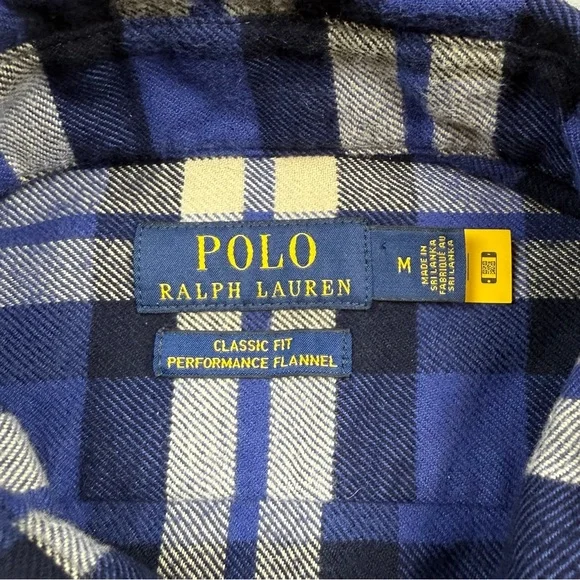 POLO
RALPH LAUREN
M
MADE IN
SRI LANKA
FABRIQUÉ AU
SRI LANKA
CLASSIC FIT
PERFORMANCE FLANNEL